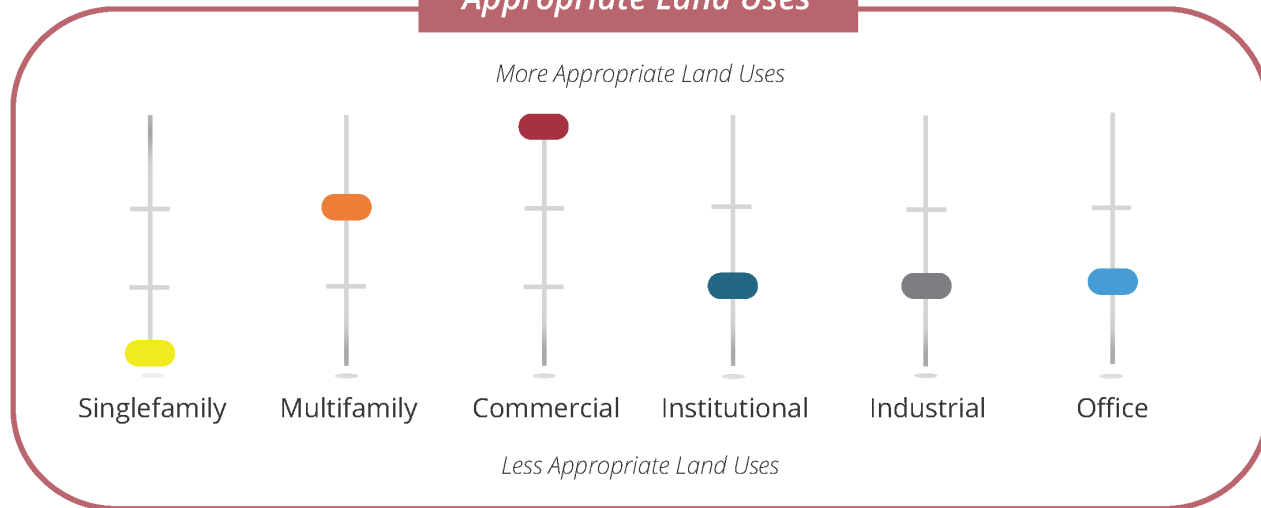 Appropriate Land Uses
More Appropriate Land Uses
Singlefamily Multifamily Commercial Institutional Industrial Office
Less Appropriate Land Uses